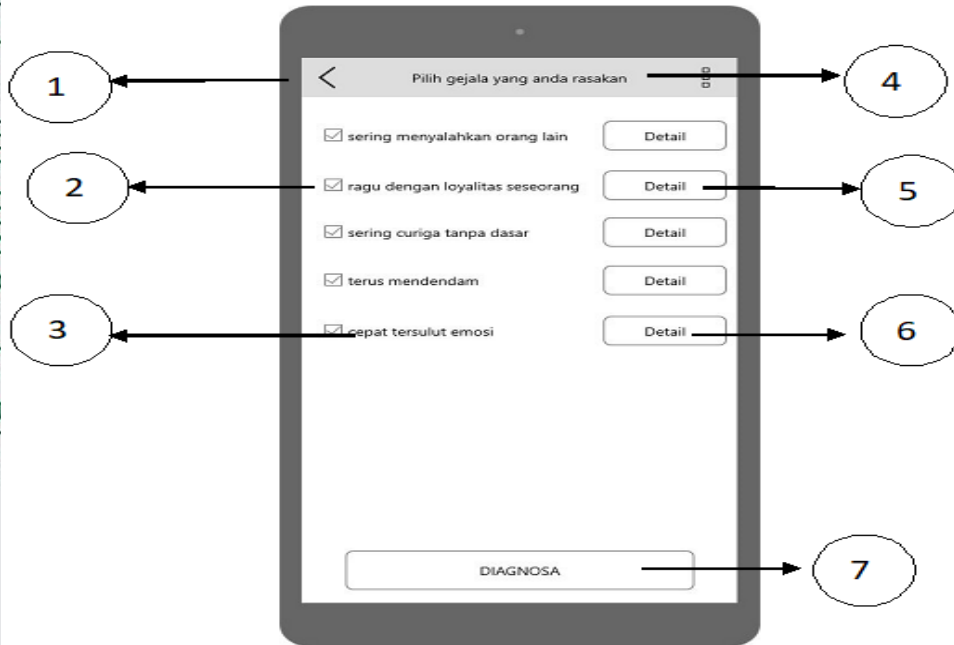 1
Pilih gejala yang anda rasakan
4
sering menyalahkan orang lain Detail
2
ragu dengan loyalitas seseorang Detail
5
sering curiga tanpa dasar Detail
terus mendendam Detail
3
cepat tersulut emosi Detail
6
DIAGNOSA
7